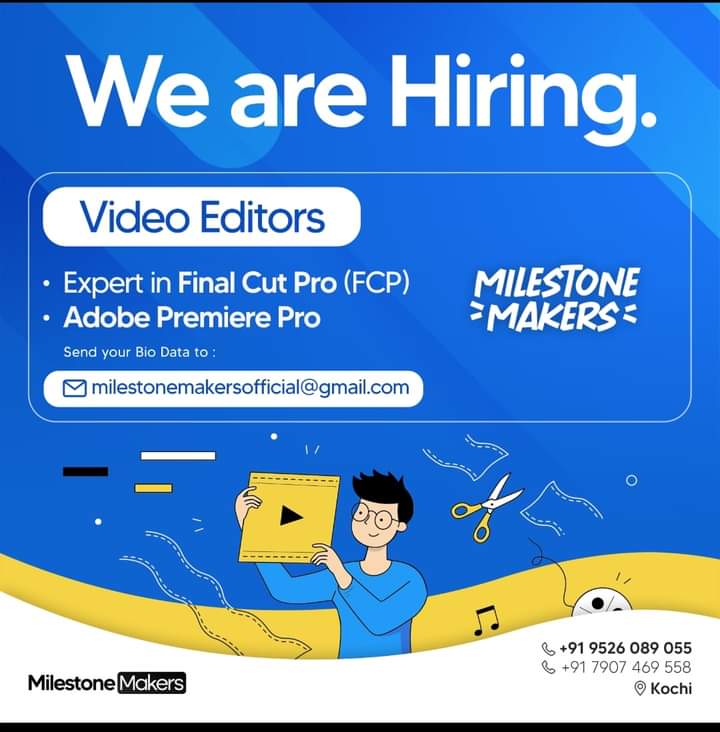 We are Hiring.
Video Editors
• Expert in Final Cut Pro (FCP)
• Adobe Premiere Pro
Send your Bio Data to :
milestonemakersofficial@gmail.com
MILESTONE
MAKERS
+91 9526 089 055
+91 7907 469 558
Kochi
Milestone Makers